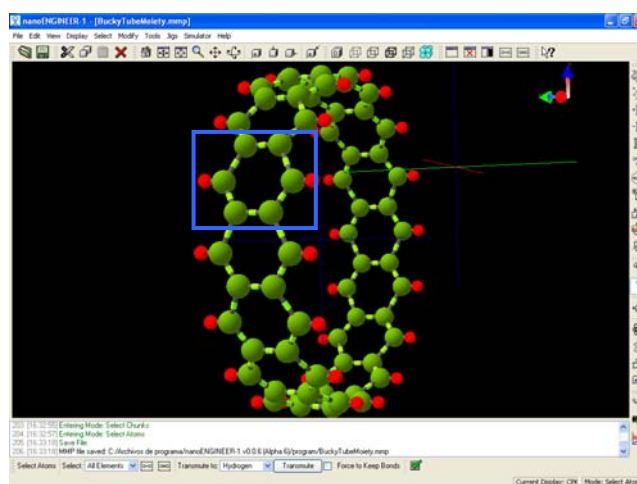 nanoENGINEER-1 - [BuckyTubeMoiety.mmp]
File Edit View Display Select Modify Tools Jigs Simulator Help
203 [16:32:55] Entering Mode: Select Chunks
204 [16:32:57] Entering Mode: Select Atoms
205 [16:33:18] Save File
206 [16:33:18] MMP file saved: C:/Archivos de programa/nanoENGINEER-1 v0.0.6 (Alpha 6)/program/BuckyTubeMoiety.mmp
Select Atoms Select: All Elements Transmute to: Hydrogen Transmute Force to Keep Bonds
Current Display: CPK Mode: Select Atoms